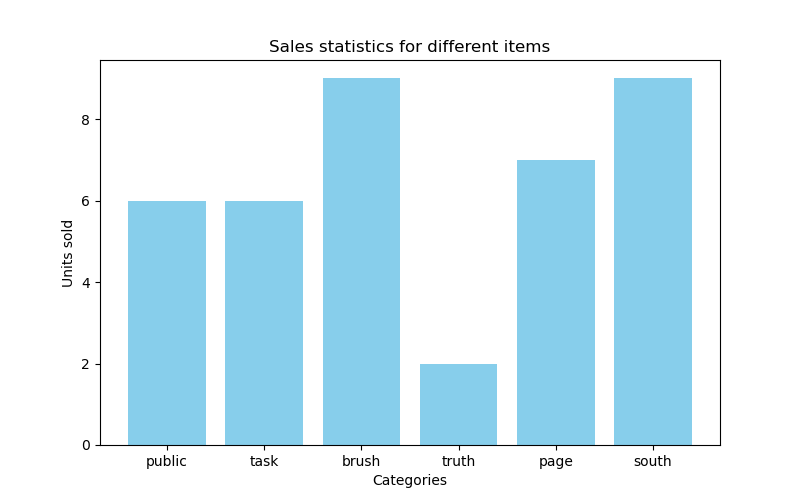 Sales statistics for different items
Units sold
8
6
4
2
0
public task brush truth page south
Categories